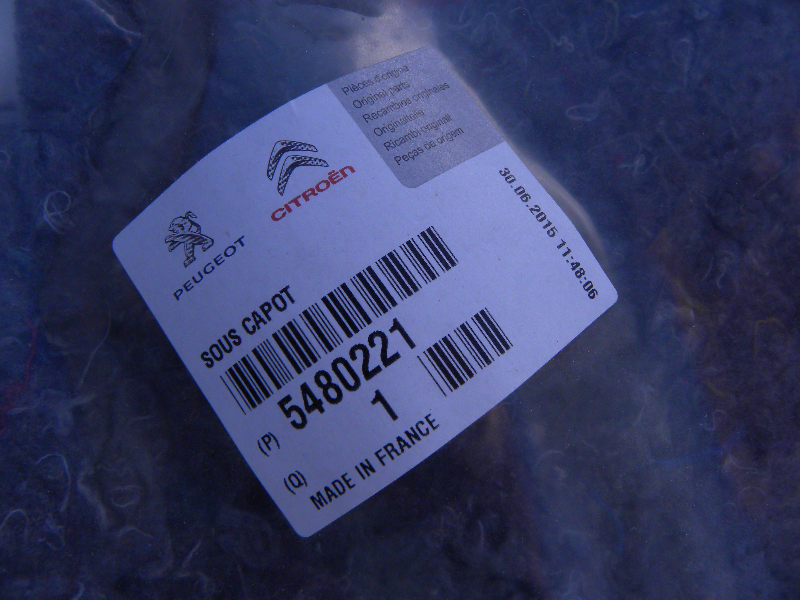 Pièces d'origine
Original parts
Recambios originales
Originalteile
Ricambi originali
Peças de origem
CITROËN
PEUGEOT
30.06.2015 11:48:06
SOUS CAPOT
(P) 5480221
(Q) 1
MADE IN FRANCE